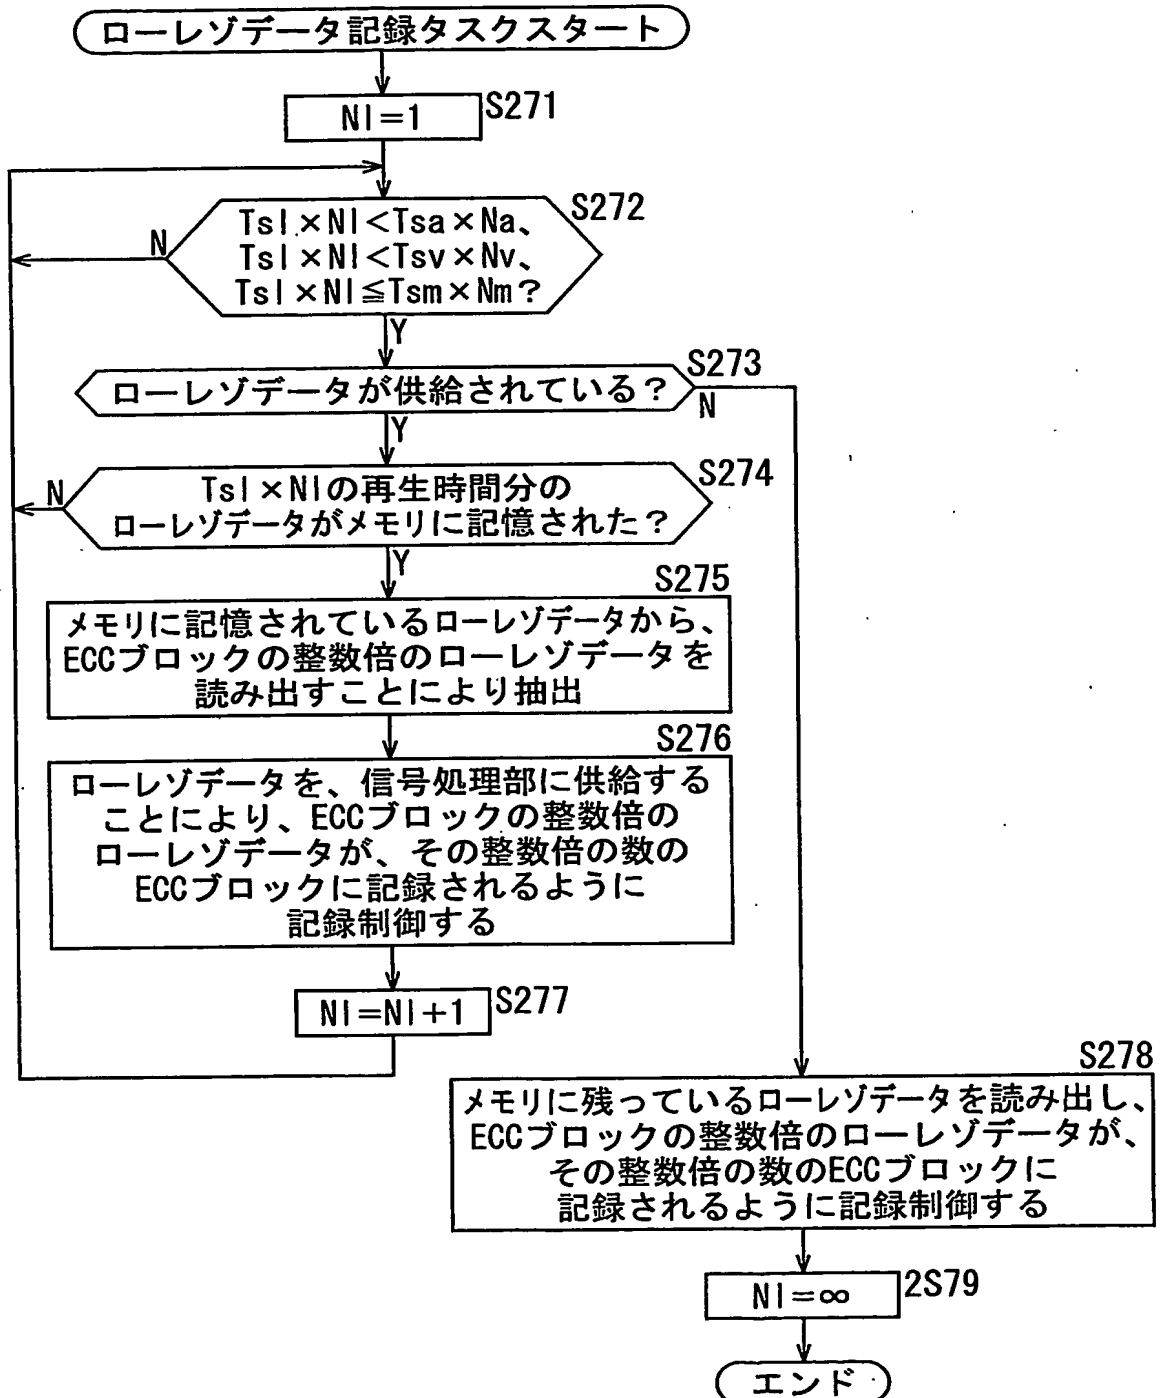 ローレゾデータ記録タスクスタート
Nl=1
S271
Tsl×Nl<Tsa×Na、
Tsl×Nl<Tsv×Nv、
Tsl×Nl≦Tsm×Nm?
S272
N
Y
ローレゾデータが供給されている?
S273
N
Y
Tsl×Nlの再生時間分の
ローレゾデータがメモリに記憶された?
S274
N
Y
S275
メモリに記憶されているローレゾデータから、
ECCブロックの整数倍のローレゾデータを
読み出すことにより抽出
S276
ローレゾデータを、信号処理部に供給する
ことにより、ECCブロックの整数倍の
ローレゾデータが、その整数倍の数の
ECCブロックに記録されるように
記録制御する
Nl=Nl+1
S277
S278
メモリに残っているローレゾデータを読み出し、
ECCブロックの整数倍のローレゾデータが、
その整数倍の数のECCブロックに
記録されるように記録制御する
Nl=∞
2S79
エンド